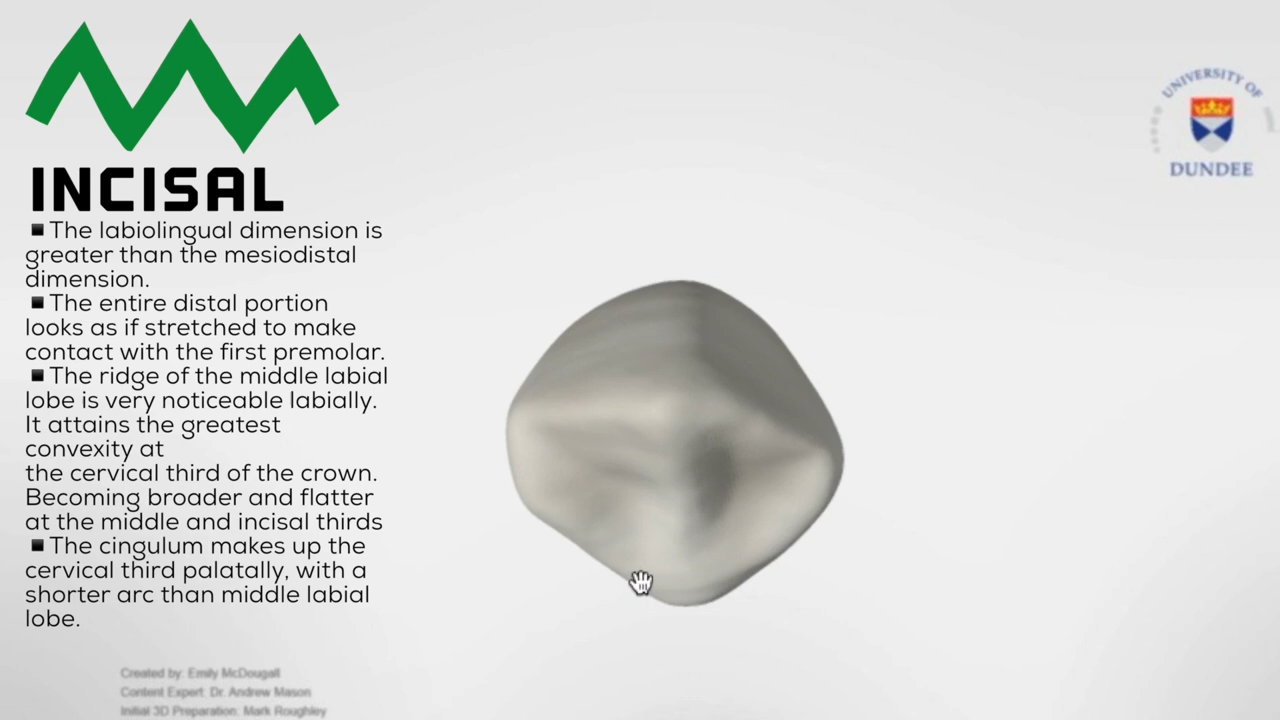 INCISAL
▪The labiolingual dimension is
greater than the mesiodistal
dimension.
▪The entire distal portion
looks as if stretched to make
contact with the first premolar.
▪The ridge of the middle labial
lobe is very noticeable labially.
It attains the greatest
convexity at
the cervical third of the crown.
Becoming broader and flatter
at the middle and incisal thirds
▪The cingulum makes up the
cervical third palatally, with a
shorter arc than middle labial
lobe.
UNIVERSITY OF
DUNDEE
Created by: Emily McDougall
Content Expert: Dr. Andrew Mason
Initial 3D Preparation: Mark Roughley